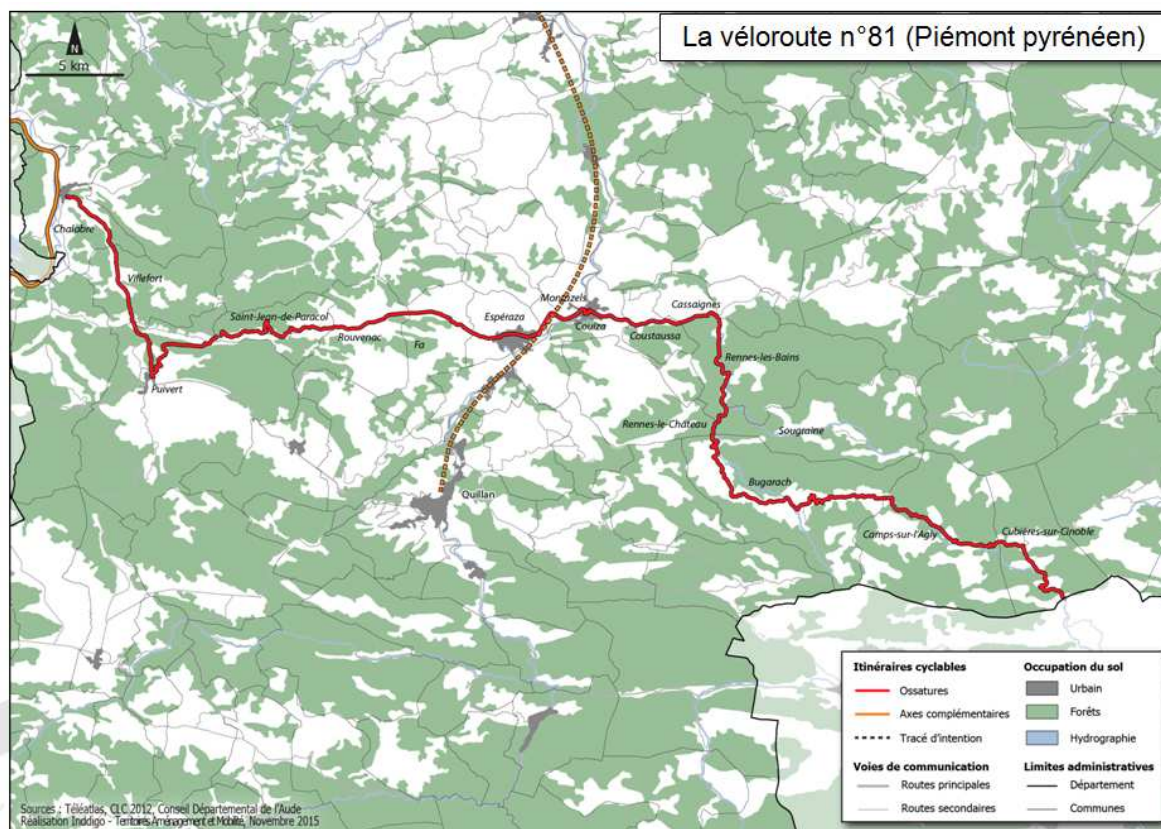 La véloroute n°81 (Piémont pyrénéen)
N
5 km
Chalabre
Villefort
Saint-Jean-de-Paracol
Puivert
Rouvenac
Fa
Espéraza
Montazels
Couiza
Cassaignes
Coustaussa
Rennes-les-Bains
Rennes-le-Château
Sougraine
Quillan
Bugarach
Camps-sur-l'Agly
Cubières-sur-Cinoble
Itinéraires cyclables
Ossatures
Axes complémentaires
Tracé d'intention
Voies de communication
Routes principales
Routes secondaires
Occupation du sol
Urbain
Forêts
Hydrographie
Limites administratives
Département
Communes
Sources : Téléatlas, CLC 2012, Conseil Départemental de l'Aude
Réalisation Inddigo - Territoires Aménagement et Mobilité, Novembre 2015